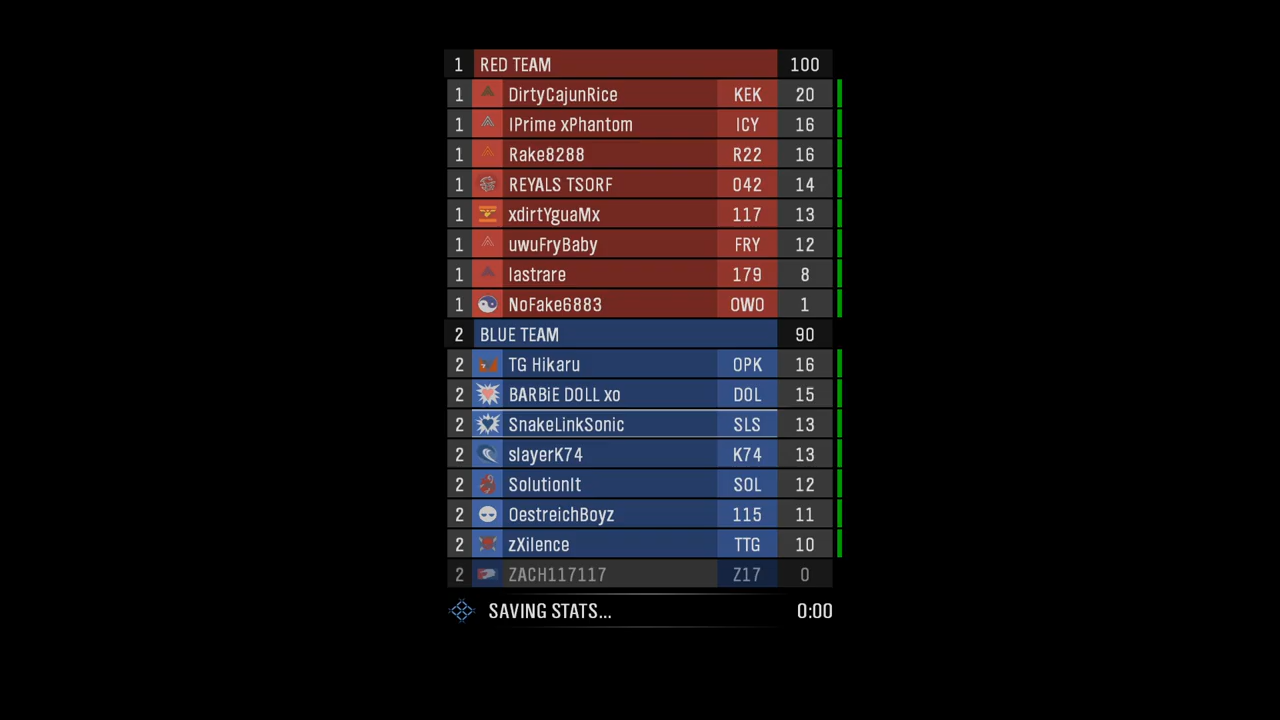 1 RED TEAM 100
1 DirtyCajunRice KEK 20
1 IPrime xPhantom ICY 16
1 Rake8288 R22 16
1 REYALS TSORF 042 14
1 xdirtYguaMx 117 13
1 uwuFryBaby FRY 12
1 lastrare 179 8
1 NoFake6883 OWO 1
2 BLUE TEAM 90
2 TG Hikaru OPK 16
2 BARBiE DOLL xo DOL 15
2 SnakeLinkSonic SLS 13
2 slayerK74 K74 13
2 SolutionIt SOL 12
2 OestreichBoyz 115 11
2 zXilence TTG 10
2 ZACH117117 Z17 0
SAVING STATS... 0:00